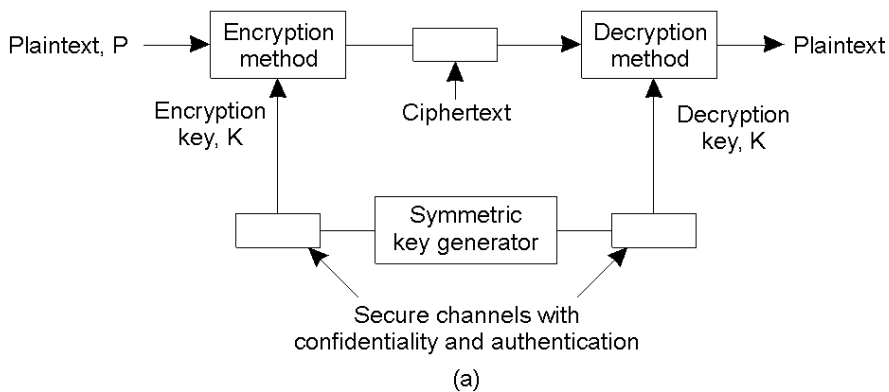 Plaintext, P
Encryption
method
Decryption
method
Plaintext
Encryption
key, K
Ciphertext
Decryption
key, K
Symmetric
key generator
Secure channels with
confidentiality and authentication
(a)